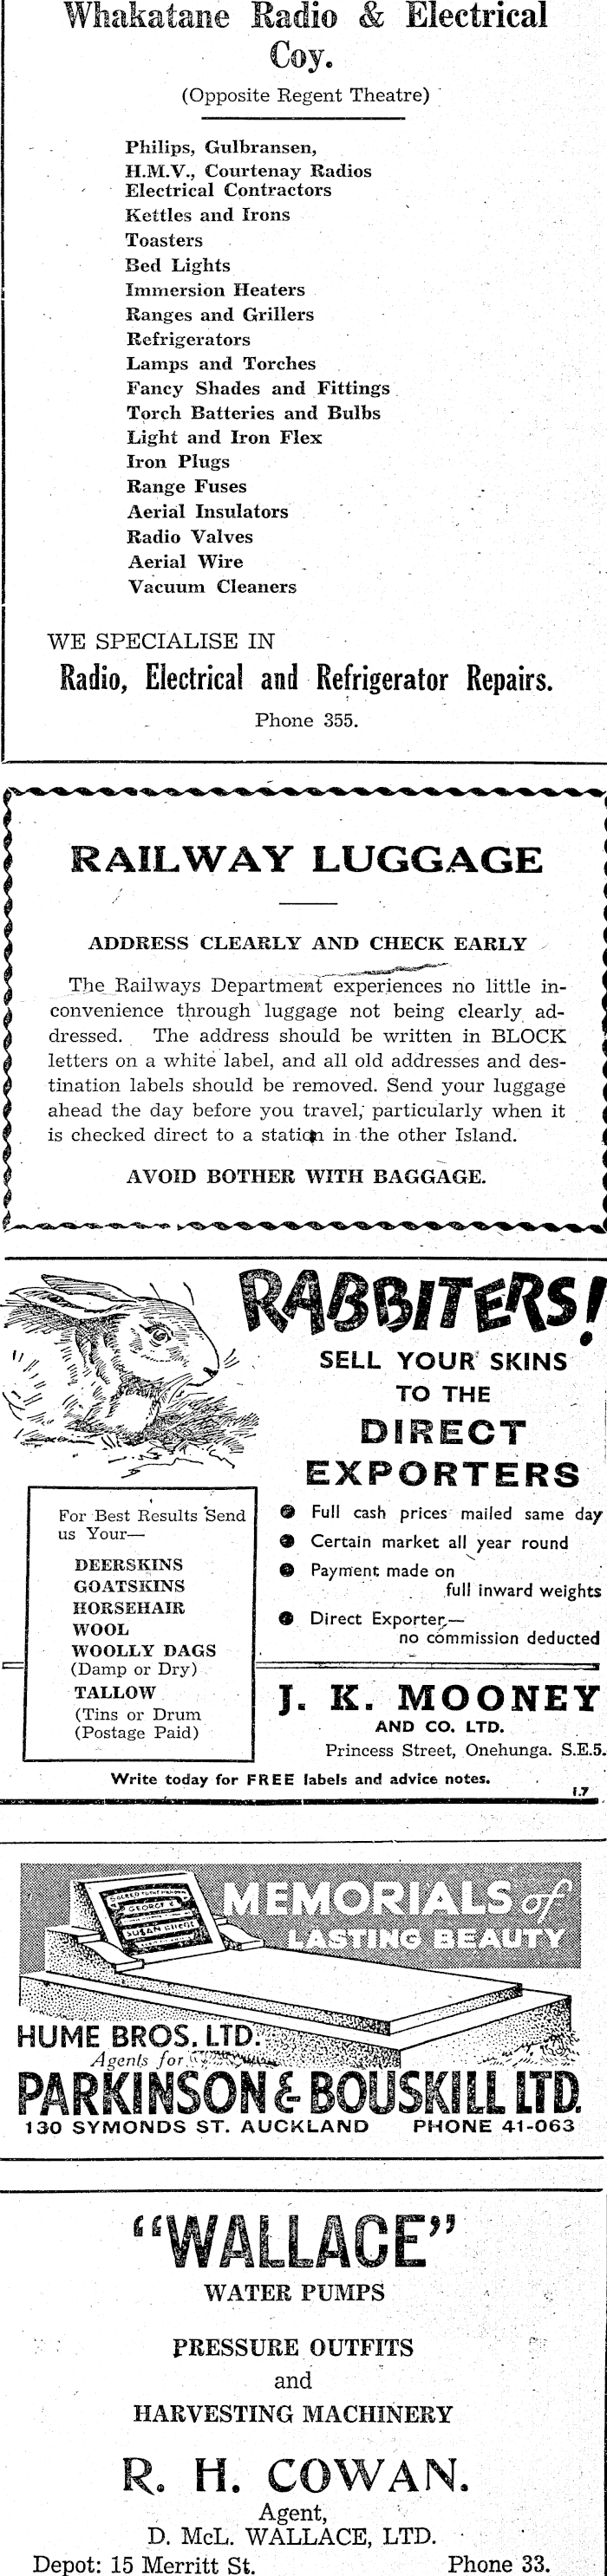 Whakatane Radio & Electrical
Coy.
(Opposite Regent Theatre)
Philips, Gulbransen,
H.M.V., Courtenay Radios
Electrical Contractors
Kettles and Irons
Toasters
Bed Lights
Immersion Heaters
Ranges and Grillers
Refrigerators
Lamps and Torches
Fancy Shades and Fittings
Torch Batteries and Bulbs
Light and Iron Flex
Iron Plugs
Range Fuses
Aerial Insulators
Radio Valves
Aerial Wire
Vacuum Cleaners
WE SPECIALISE IN
Radio, Electrical and Refrigerator Repairs.
Phone 355.
RAILWAY LUGGAGE
ADDRESS CLEARLY AND CHECK EARLY
The Railways Department experiences no little in-
convenience through luggage not being clearly ad-
dressed. The address should be written in BLOCK
letters on a white label, and all old addresses and des-
tination labels should be removed. Send your luggage
ahead the day before you travel, particularly when it
is checked direct to a station in the other Island.
AVOID BOTHER WITH BAGGAGE.
RABBITERS!
SELL YOUR SKINS
TO THE
DIRECT
EXPORTERS
For Best Results Send
us Your—
DEERSKINS
GOATSKINS
HORSEHAIR
WOOL
WOOLLY DAGS
(Damp or Dry)
TALLOW
(Tins or Drum
(Postage Paid)
Full cash prices mailed same day
Certain market all year round
Payment made on
full inward weights
Direct Exporter,—
no commission deducted
J. K. MOONEY
AND CO. LTD.
Princess Street, Onehunga. S.E.5.
Write today for FREE labels and advice notes.
1.7
MEMORIALS of
LASTING BEAUTY
GEORGE
SUSAN
HUME BROS. LTD.
Agents for
PARKINSON & BOUSKILL LTD.
130 SYMONDS ST. AUCKLAND PHONE 41-063
"WALLACE"
WATER PUMPS
PRESSURE OUTFITS
and
HARVESTING MACHINERY
R. H. COWAN.
Agent,
D. McL. WALLACE, LTD.
Depot: 15 Merritt St. Phone 33.